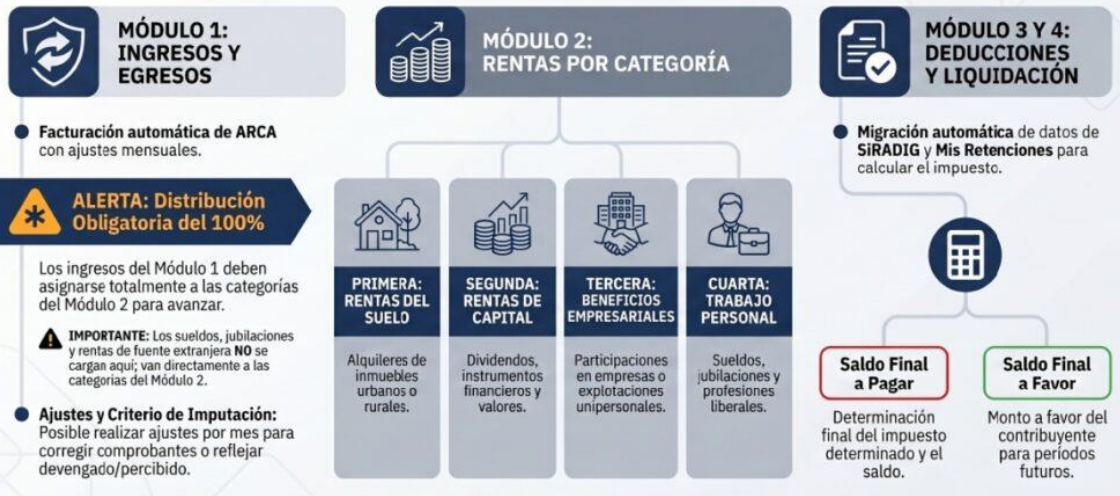 MÓDULO 1:
INGRESOS Y
EGRESOS
Facturación automática de ARCA
con ajustes mensuales.
ALERTA: Distribución
Obligatoria del 100%
Los ingresos del Módulo 1 deben
asignarse totalmente a las categorías
del Módulo 2 para avanzar.
IMPORTANTE: Los sueldos, jubilaciones
y rentas de fuente extranjera NO se
cargan aquí; van directamente a las
categorías del Módulo 2.
Ajustes y Criterio de Imputación:
Posible realizar ajustes por mes para
corregir comprobantes o reflejar
devengado/percibido.
MÓDULO 2:
RENTAS POR CATEGORÍA
PRIMERA:
RENTAS DEL
SUELO
Alquileres de
inmuebles
urbanos o
rurales.
SEGUNDA:
RENTAS DE
CAPITAL
Dividendos,
instrumentos
financieros y
valores.
TERCERA:
BENEFICIOS
EMPRESARIALES
Participaciones
en empresas o
explotaciones
unipersonales.
CUARTA:
TRABAJO
PERSONAL
Sueldos,
jubilaciones y
profesiones
liberales.
MÓDULO 3 Y 4:
DEDUCCIONES
Y LIQUIDACIÓN
Migración automática de datos de
SiRADIG y Mis Retenciones para
calcular el impuesto.
Saldo Final
a Pagar
Determinación
final del impuesto
determinado y el
saldo.
Saldo Final
a Favor
Monto a favor del
contribuyente
para períodos
futuros.